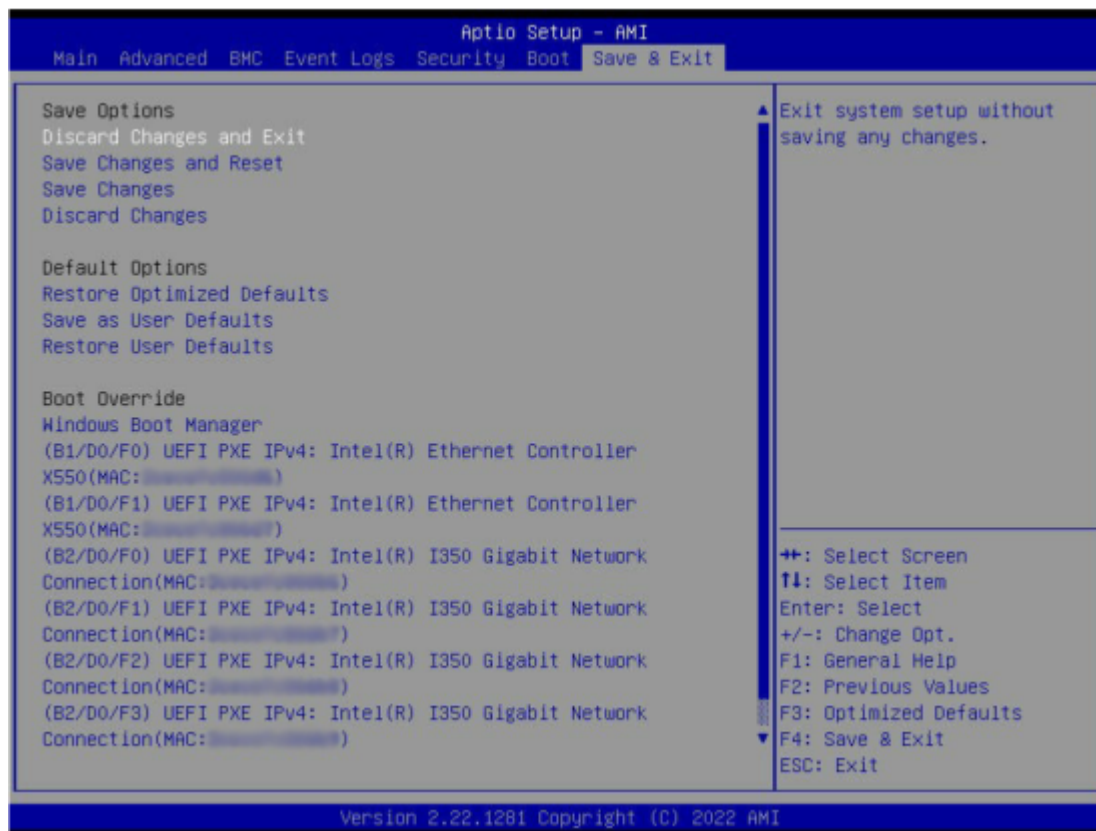 Aptio Setup - AMI
Main Advanced BMC Event Logs Security Boot Save & Exit
Save Options
Discard Changes and Exit
Save Changes and Reset
Save Changes
Discard Changes
Default Options
Restore Optimized Defaults
Save as User Defaults
Restore User Defaults
Boot Override
Windows Boot Manager
(B1/D0/F0) UEFI PXE IPv4: Intel(R) Ethernet Controller
X550(MAC: )
(B1/D0/F1) UEFI PXE IPv4: Intel(R) Ethernet Controller
X550(MAC: )
(B2/D0/F0) UEFI PXE IPv4: Intel(R) I350 Gigabit Network
Connection(MAC: )
(B2/D0/F1) UEFI PXE IPv4: Intel(R) I350 Gigabit Network
Connection(MAC: )
(B2/D0/F2) UEFI PXE IPv4: Intel(R) I350 Gigabit Network
Connection(MAC: )
(B2/D0/F3) UEFI PXE IPv4: Intel(R) I350 Gigabit Network
Connection(MAC: )
Exit system setup without
saving any changes.
→←: Select Screen
↑↓: Select Item
Enter: Select
+/-: Change Opt.
F1: General Help
F2: Previous Values
F3: Optimized Defaults
F4: Save & Exit
ESC: Exit
Version 2.22.1281 Copyright (C) 2022 AMI